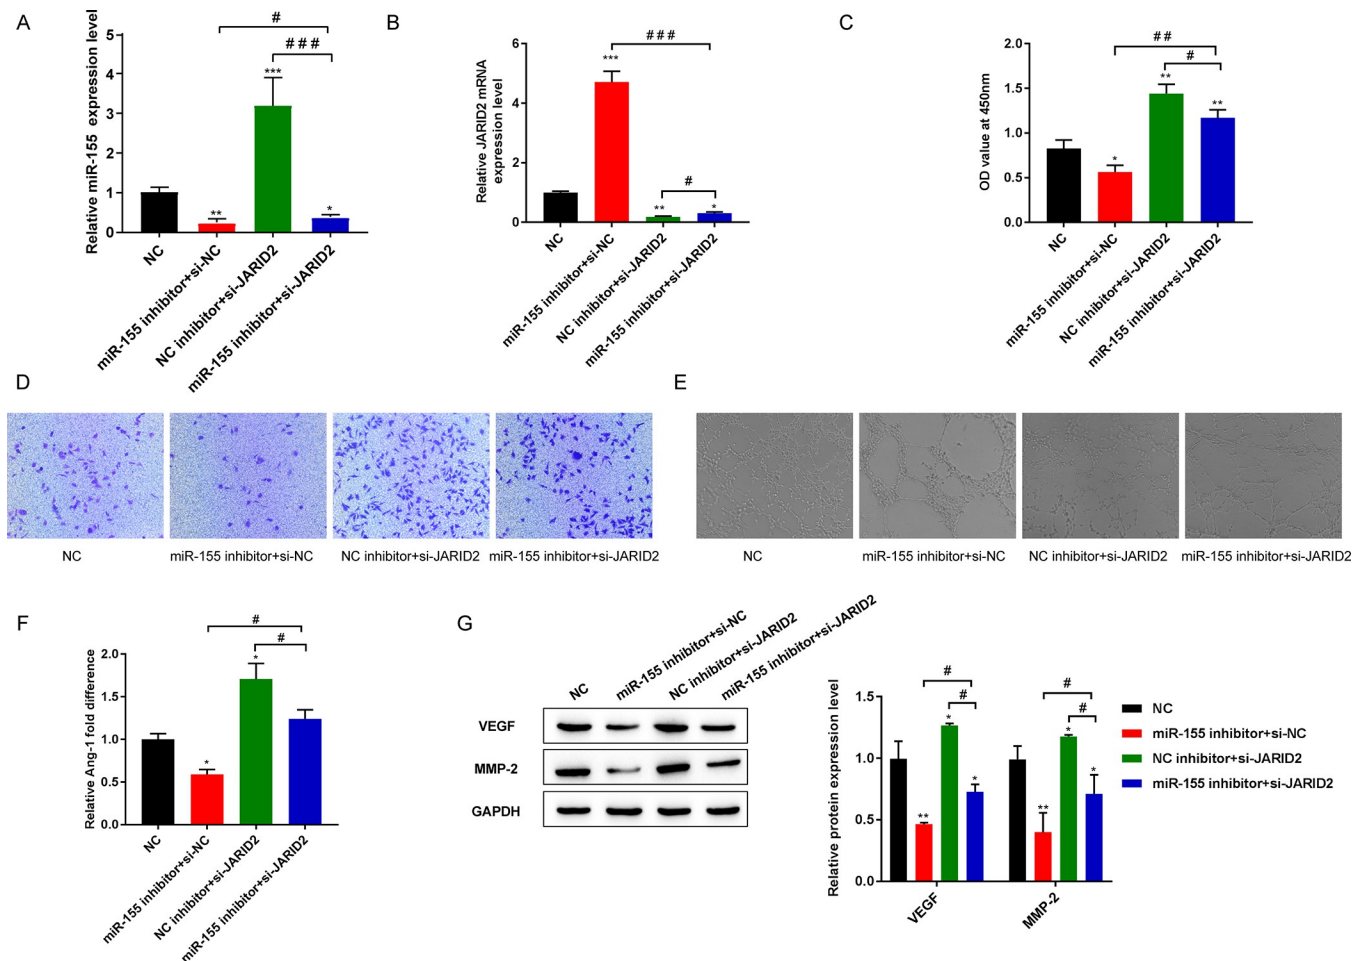 A
Relative miR-155 expression level
5
4
3
2
1
0
#
# # #
***
**
*
NC
miR-155 inhibitor+si-NC
NC inhibitor+si-JARID2
miR-155 inhibitor+si-JARID2
B
Relative JARID2 mRNA
expression level
6
4
2
0
# # #
***
#
**
*
NC
miR-155 inhibitor+si-NC
NC inhibitor+si-JARID2
miR-155 inhibitor+si-JARID2
C
OD value at 450nm
2.0
1.5
1.0
0.5
0.0
# #
#
*
**
**
NC
miR-155 inhibitor+si-NC
NC inhibitor+si-JARID2
miR-155 inhibitor+si-JARID2
D
NC
miR-155 inhibitor+si-NC
NC inhibitor+si-JARID2
miR-155 inhibitor+si-JARID2
E
NC
miR-155 inhibitor+si-NC
NC inhibitor+si-JARID2
miR-155 inhibitor+si-JARID2
F
Relative Ang-1 fold difference
2.0
1.5
1.0
0.5
0.0
#
#
*
*
NC
miR-155 inhibitor+si-NC
NC inhibitor+si-JARID2
miR-155 inhibitor+si-JARID2
G
NC
miR-155 inhibitor+si-NC
NC inhibitor+si-JARID2
miR-155 inhibitor+si-JARID2
VEGF
MMP-2
GAPDH
Relative protein expression level
1.5
1.0
0.5
0.0
#
#
**
*
*
#
#
**
*
*
VEGF
MMP-2
NC
miR-155 inhibitor+si-NC
NC inhibitor+si-JARID2
miR-155 inhibitor+si-JARID2